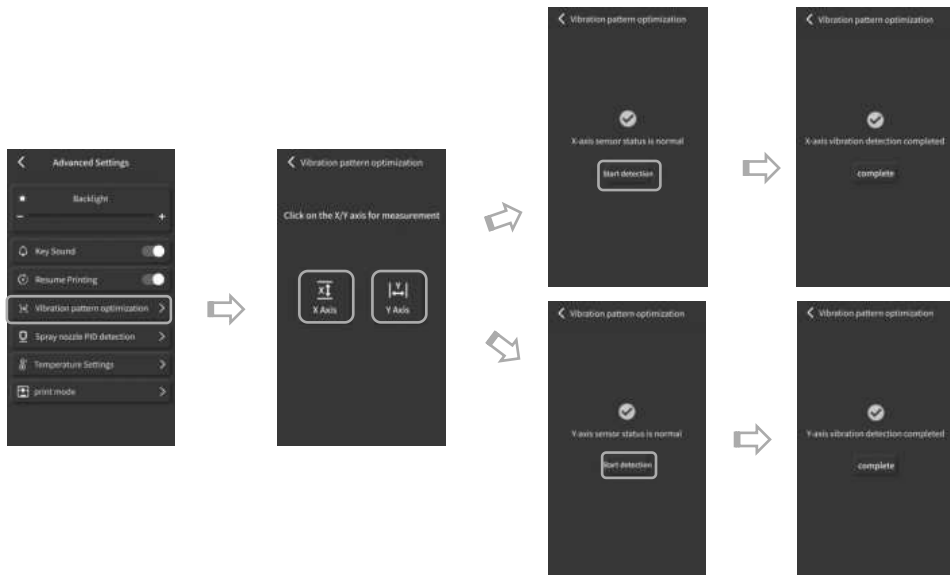 Advanced Settings
Backlight
- +
Key Sound
Resume Printing
Vibration pattern optimization
Spray nozzle PID detection
Temperature Settings
print mode
Vibration pattern optimization
Click on the X/Y axis for measurement
X
X Axis
Y
Y Axis
Vibration pattern optimization
X-axis sensor status is normal
Start detection
Vibration pattern optimization
X-axis vibration detection completed
complete
Vibration pattern optimization
Y-axis sensor status is normal
Start detection
Vibration pattern optimization
Y-axis vibration detection completed
complete